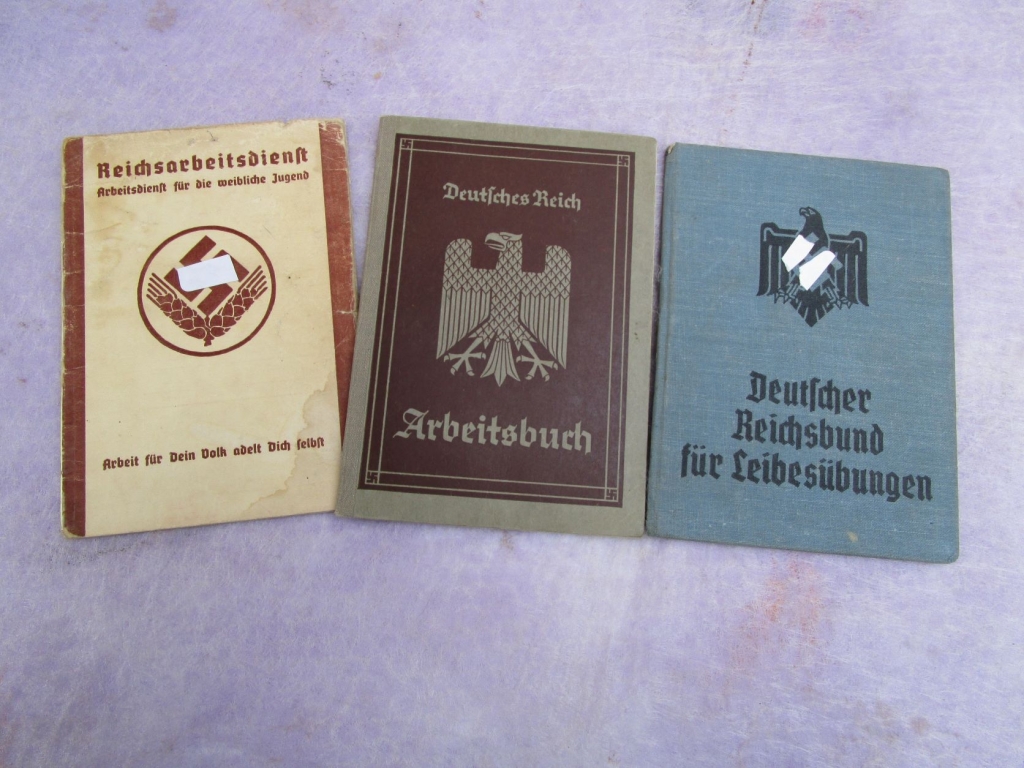 Reichsarbeitsdienst
Arbeitsdienst für die weibliche Jugend
Arbeit für Dein Volk adelt Dich selbst
Deutsches Reich
Arbeitsbuch
Deutscher
Reichsbund
für Leibesübungen